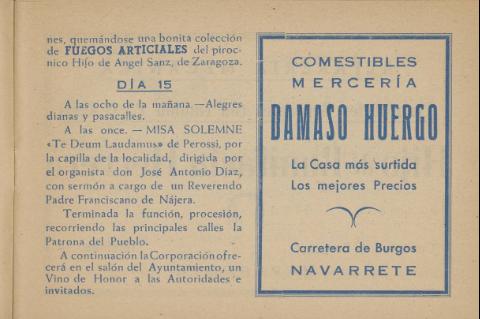 nes, quemándose una bonita colección
de FUEGOS ARTICIALES del piroc-
nico Hijo de Angel Sanz, de Zaragoza.
DÍA 15
A las ocho de la mañana.—Alegres
dianas y pasacalles.
A las once. — MISA SOLEMNE
«Te Deum Laudamus» de Perossi, por
la capilla de la localidad, dirigida por
el organista don José Antonio Díaz,
con sermón a cargo de un Reverendo
Padre Franciscano de Nájera.
Terminada la función, procesión,
recorriendo las principales calles la
Patrona del Pueblo.
A continuación la Corporación ofre-
cerá en el salón del Ayuntamiento, un
Vino de Honor a las Autoridades e
invitados.
COMESTIBLES
MERCERÍA
DAMASO HUERGO
La Casa más surtida
Los mejores Precios
Carretera de Burgos
NAVARRETE